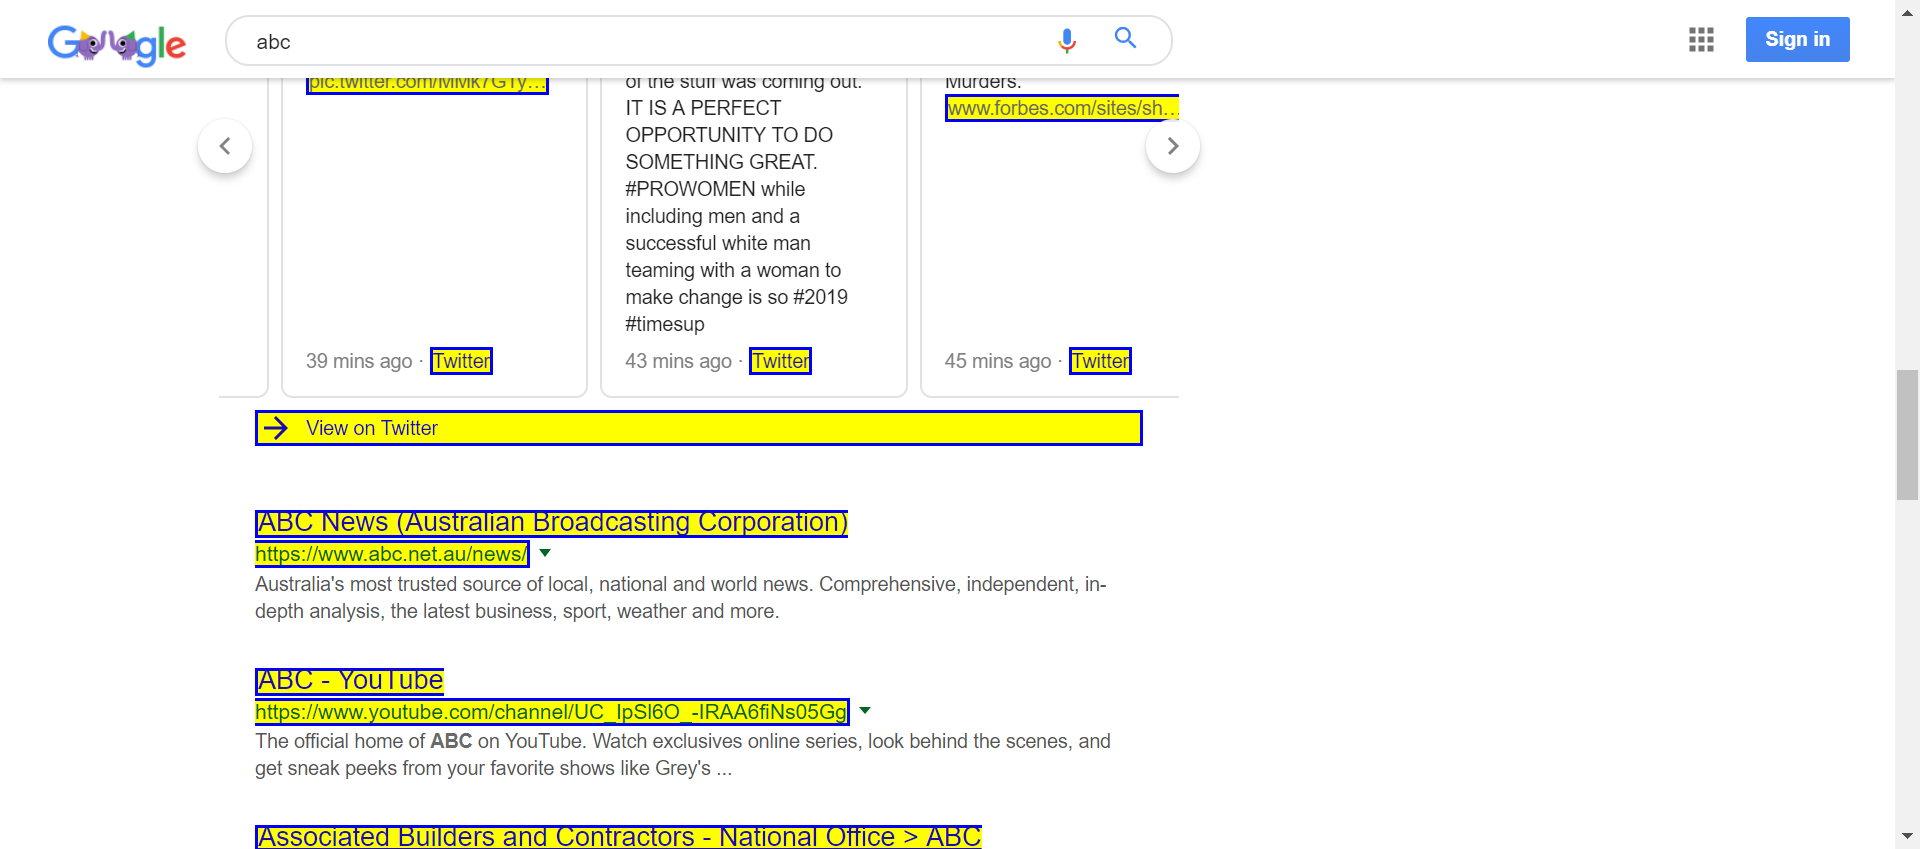 Google
abc
Sign in
pic.twitter.com/MMk7GTy...
39 mins ago · Twitter
of the stuff was coming out.
IT IS A PERFECT
OPPORTUNITY TO DO
SOMETHING GREAT.
#PROWOMEN while
including men and a
successful white man
teaming with a woman to
make change is so #2019
#timesup
43 mins ago · Twitter
Murders.
www.forbes.com/sites/sh...
45 mins ago · Twitter
View on Twitter
ABC News (Australian Broadcasting Corporation)
https://www.abc.net.au/news/
Australia's most trusted source of local, national and world news. Comprehensive, independent, in-
depth analysis, the latest business, sport, weather and more.
ABC - YouTube
https://www.youtube.com/channel/UC_IpSl6O_-IRAA6fiNs05Gg
The official home of ABC on YouTube. Watch exclusives online series, look behind the scenes, and
get sneak peeks from your favorite shows like Grey's ...
Associated Builders and Contractors - National Office > ABC